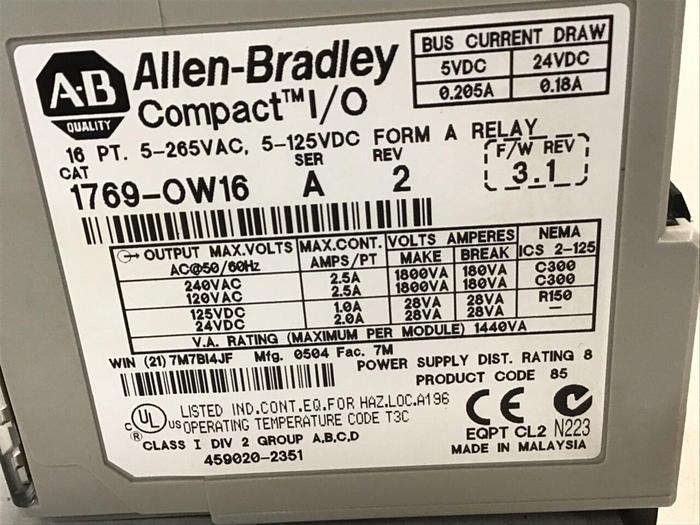 A-B
QUALITY
Allen-Bradley
Compact™ I/O
BUS CURRENT DRAW
5VDC 24VDC
0.205A 0.18A
16 PT. 5-265VAC, 5-125VDC FORM A RELAY
CAT SER REV F/W REV
1769-OW16 A 2 3.1
OUTPUT MAX.VOLTS MAX.CONT. VOLTS AMPERES NEMA
AC@50/60Hz AMPS/PT MAKE BREAK ICS 2-125
240VAC 2.5A 1800VA 180VA C300
120VAC 2.5A 1800VA 180VA C300
125VDC 1.0A 28VA 28VA R150
24VDC 2.0A 28VA 28VA —
V.A. RATING (MAXIMUM PER MODULE) 1440VA
WIN (21) 7M7BI4JF Mfg. 0504 Fac. 7M
POWER SUPPLY DIST. RATING 8
PRODUCT CODE 85
c UL US ®
LISTED IND.CONT.EQ.FOR HAZ.LOC.A196
OPERATING TEMPERATURE CODE T3C
CLASS I DIV 2 GROUP A,B,C,D
459020-2351
CE
EQPT CL2 N223
MADE IN MALAYSIA